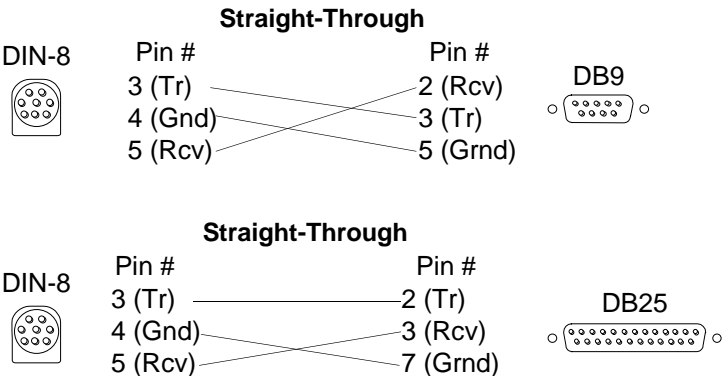 Straight-Through
DIN-8
Pin # Pin #
3 (Tr) 2 (Rcv)
4 (Gnd) 3 (Tr)
5 (Rcv) 5 (Grnd)
DB9
Straight-Through
DIN-8
Pin # Pin #
3 (Tr) 2 (Tr)
4 (Gnd) 3 (Rcv)
5 (Rcv) 7 (Grnd)
DB25